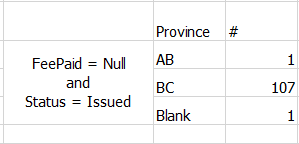 Province #
FeePaid = Null
and
Status = Issued
AB 1
BC 107
Blank 1